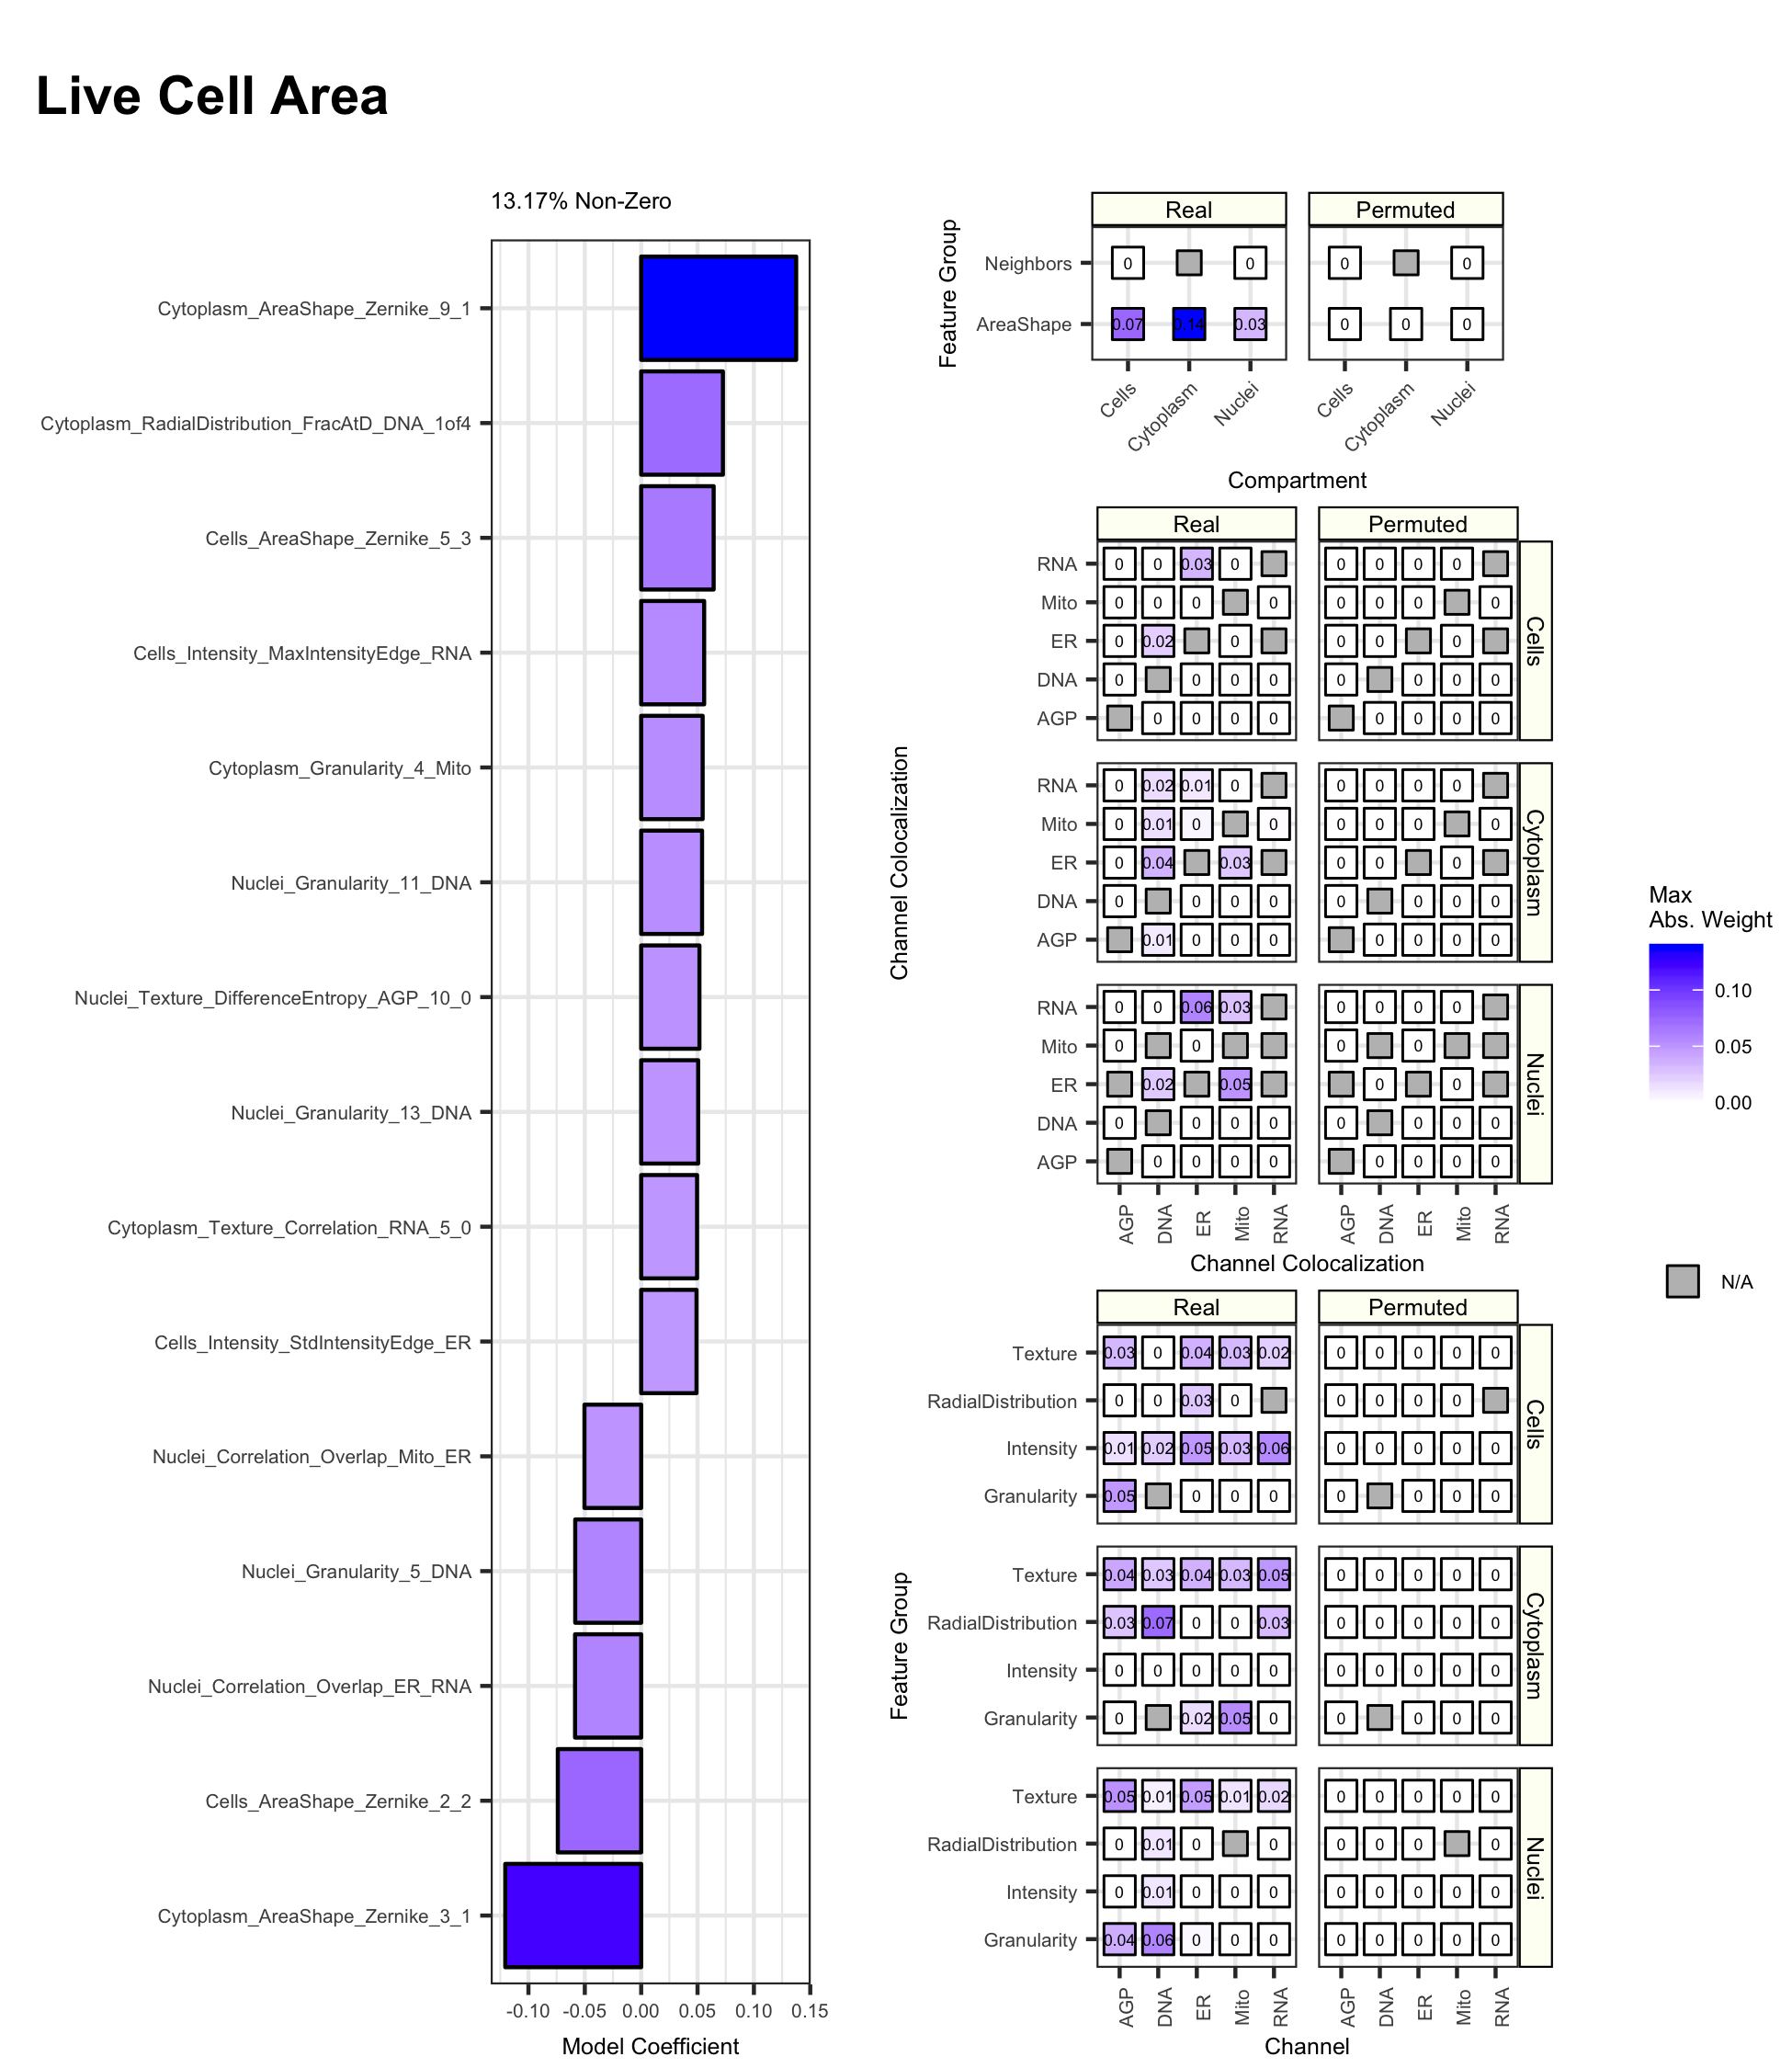 Live Cell Area
13.17% Non-Zero
Cytoplasm_AreaShape_Zernike_9_1
Cytoplasm_RadialDistribution_FracAtD_DNA_1of4
Cells_AreaShape_Zernike_5_3
Cells_Intensity_MaxIntensityEdge_RNA
Cytoplasm_Granularity_4_Mito
Nuclei_Granularity_11_DNA
Nuclei_Texture_DifferenceEntropy_AGP_10_0
Nuclei_Granularity_13_DNA
Cytoplasm_Texture_Correlation_RNA_5_0
Cells_Intensity_StdIntensityEdge_ER
Nuclei_Correlation_Overlap_Mito_ER
Nuclei_Granularity_5_DNA
Nuclei_Correlation_Overlap_ER_RNA
Cells_AreaShape_Zernike_2_2
Cytoplasm_AreaShape_Zernike_3_1
-0.10 -0.05 0.00 0.05 0.10 0.15
Model Coefficient
Feature Group
Real Permuted
Neighbors 0 0 0 0
AreaShape 0.07 0.14 0.03 0 0 0
Cells Cytoplasm Nuclei Cells Cytoplasm Nuclei
Compartment
Channel Colocalization
Real Permuted
RNA 0 0 0.03 0 0 0 0 0
Mito 0 0 0 0 0 0 0 0
ER 0 0.02 0 0 0 0
DNA 0 0 0 0 0 0 0 0
AGP 0 0 0 0 0 0 0 0
Cells
RNA 0 0.02 0.01 0 0 0 0 0
Mito 0 0.01 0 0 0 0 0 0
ER 0 0.04 0.03 0 0 0
DNA 0 0 0 0 0 0 0 0
AGP 0.01 0 0 0 0 0 0 0
Cytoplasm
RNA 0 0 0.06 0.03 0 0 0 0
Mito 0 0 0 0
ER 0.02 0.05 0 0
DNA 0 0 0 0 0 0 0 0
AGP 0 0 0 0 0 0 0 0
Nuclei
AGP DNA ER Mito RNA AGP DNA ER Mito RNA
Channel Colocalization
Feature Group
Real Permuted
Texture 0.03 0 0.04 0.03 0.02 0 0 0 0 0
RadialDistribution 0 0 0.03 0 0 0 0 0
Intensity 0.01 0.02 0.05 0.03 0.06 0 0 0 0 0
Granularity 0.05 0 0 0 0 0 0 0
Cells
Texture 0.04 0.03 0.04 0.03 0.05 0 0 0 0 0
RadialDistribution 0.03 0.07 0 0 0.03 0 0 0 0 0
Intensity 0 0 0 0 0 0 0 0 0 0
Granularity 0 0.02 0.05 0 0 0 0 0
Cytoplasm
Texture 0.05 0.01 0.05 0.01 0.02 0 0 0 0 0
RadialDistribution 0 0.01 0 0 0 0 0 0
Intensity 0 0.01 0 0 0 0 0 0 0 0
Granularity 0.04 0.06 0 0 0 0 0 0 0 0
Nuclei
AGP DNA ER Mito RNA AGP DNA ER Mito RNA
Channel
Max
Abs. Weight
0.10
0.05
0.00
N/A